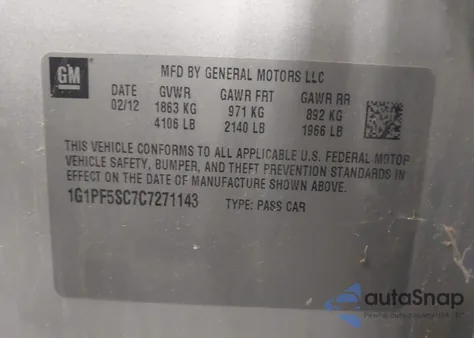 GM
MFD BY GENERAL MOTORS LLC
DATE GVWR GAWR FRT GAWR RR
02/12 1863 KG 971 KG 892 KG
4106 LB 2140 LB 1966 LB
THIS VEHICLE CONFORMS TO ALL APPLICABLE U.S. FEDERAL MOTOR
VEHICLE SAFETY, BUMPER, AND THEFT PREVENTION STANDARDS IN
EFFECT ON THE DATE OF MANUFACTURE SHOWN ABOVE.
1G1PF5SC7C7271143 TYPE: PASS CAR
autoSnap